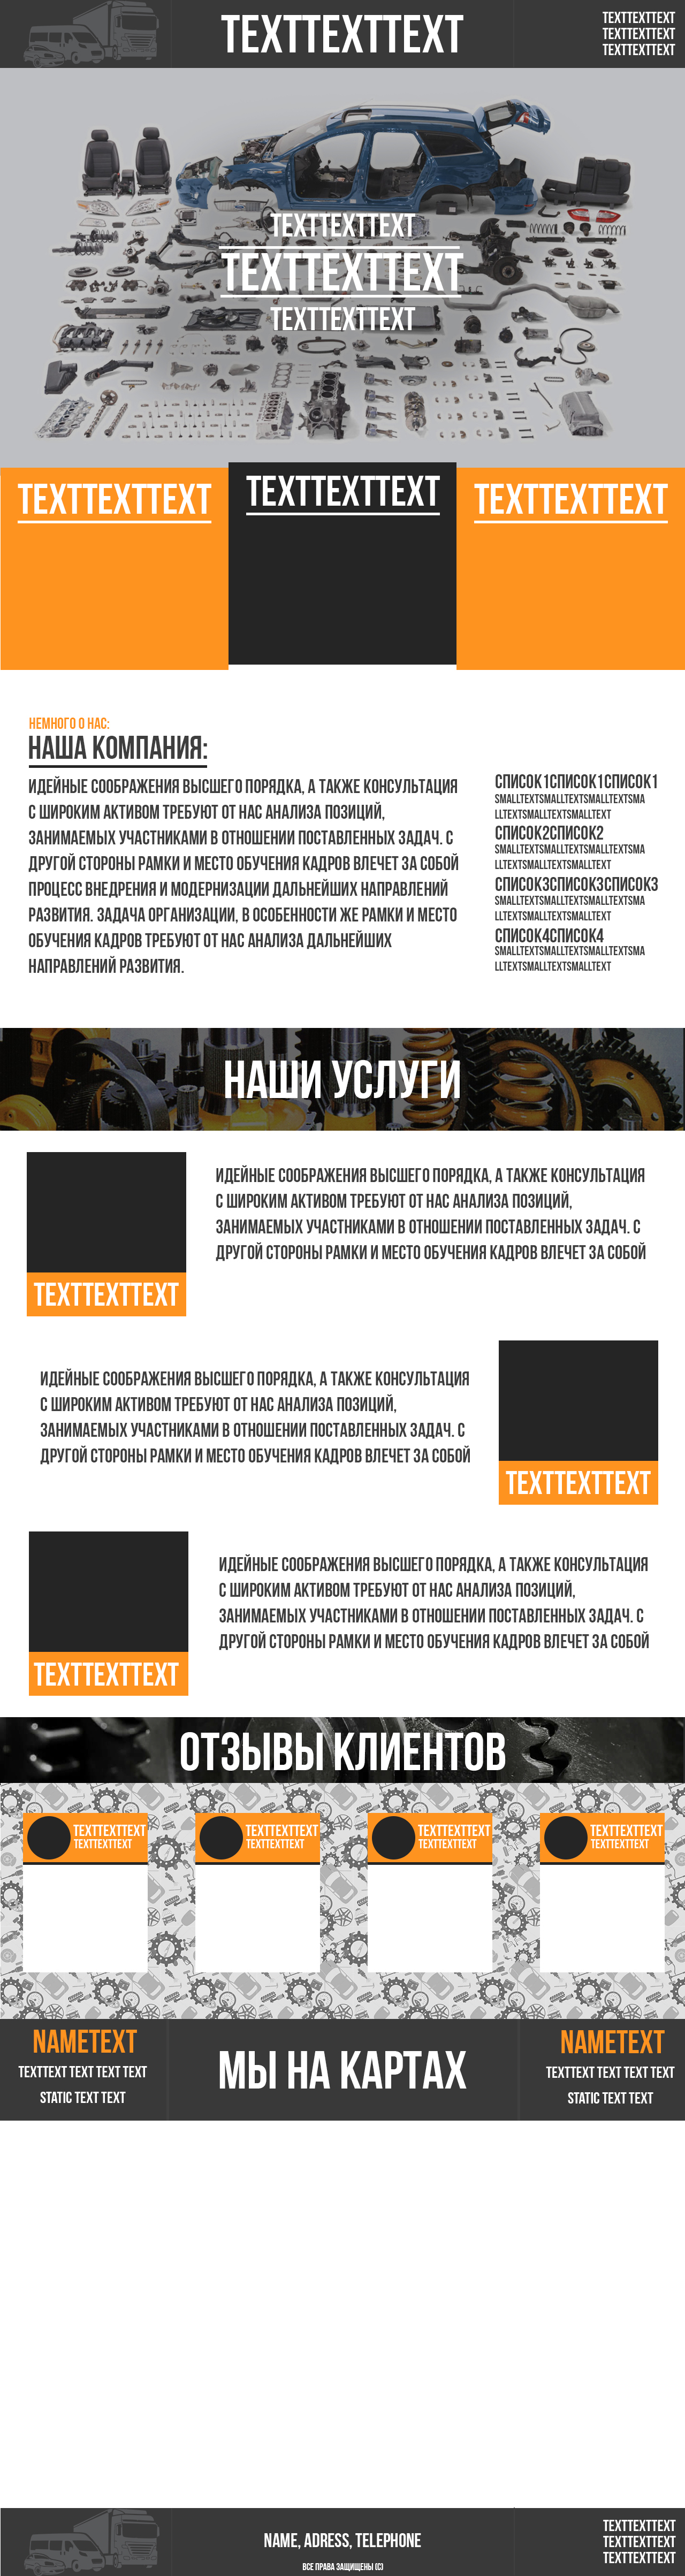 TEXTTEXTTEXT
TEXTTEXTTEXT
TEXTTEXTTEXT
TEXTTEXTTEXT
TEXTTEXTTEXT
TEXTTEXTTEXT
TEXTTEXTTEXT
TEXTTEXTTEXT
TEXTTEXTTEXT
TEXTTEXTTEXT
НЕМНОГО О НАС:
НАША КОМПАНИЯ:
ИДЕЙНЫЕ СООБРАЖЕНИЯ ВЫСШЕГО ПОРЯДКА, А ТАКЖЕ КОНСУЛЬТАЦИЯ
С ШИРОКИМ АКТИВОМ ТРЕБУЮТ ОТ НАС АНАЛИЗА ПОЗИЦИЙ,
ЗАНИМАЕМЫХ УЧАСТНИКАМИ В ОТНОШЕНИИ ПОСТАВЛЕННЫХ ЗАДАЧ. С
ДРУГОЙ СТОРОНЫ РАМКИ И МЕСТО ОБУЧЕНИЯ КАДРОВ ВЛЕЧЕТ ЗА СОБОЙ
ПРОЦЕСС ВНЕДРЕНИЯ И МОДЕРНИЗАЦИИ ДАЛЬНЕЙШИХ НАПРАВЛЕНИЙ
РАЗВИТИЯ. ЗАДАЧА ОРГАНИЗАЦИИ, В ОСОБЕННОСТИ ЖЕ РАМКИ И МЕСТО
ОБУЧЕНИЯ КАДРОВ ТРЕБУЮТ ОТ НАС АНАЛИЗА ДАЛЬНЕЙШИХ
НАПРАВЛЕНИЙ РАЗВИТИЯ.
СПИСОК1СПИСОК1СПИСОК1
SMALLTEXTSMALLTEXTSMALLTEXTSMA
LLTEXTSMALLTEXTSMALLTEXT
СПИСОК2СПИСОК2
SMALLTEXTSMALLTEXTSMALLTEXTSMA
LLTEXTSMALLTEXTSMALLTEXT
СПИСОК3СПИСОК3СПИСОК3
SMALLTEXTSMALLTEXTSMALLTEXTSMA
LLTEXTSMALLTEXTSMALLTEXT
СПИСОК4СПИСОК4
SMALLTEXTSMALLTEXTSMALLTEXTSMA
LLTEXTSMALLTEXTSMALLTEXT
НАШИ УСЛУГИ
TEXTTEXTTEXT
ИДЕЙНЫЕ СООБРАЖЕНИЯ ВЫСШЕГО ПОРЯДКА, А ТАКЖЕ КОНСУЛЬТАЦИЯ
С ШИРОКИМ АКТИВОМ ТРЕБУЮТ ОТ НАС АНАЛИЗА ПОЗИЦИЙ,
ЗАНИМАЕМЫХ УЧАСТНИКАМИ В ОТНОШЕНИИ ПОСТАВЛЕННЫХ ЗАДАЧ. С
ДРУГОЙ СТОРОНЫ РАМКИ И МЕСТО ОБУЧЕНИЯ КАДРОВ ВЛЕЧЕТ ЗА СОБОЙ
ИДЕЙНЫЕ СООБРАЖЕНИЯ ВЫСШЕГО ПОРЯДКА, А ТАКЖЕ КОНСУЛЬТАЦИЯ
С ШИРОКИМ АКТИВОМ ТРЕБУЮТ ОТ НАС АНАЛИЗА ПОЗИЦИЙ,
ЗАНИМАЕМЫХ УЧАСТНИКАМИ В ОТНОШЕНИИ ПОСТАВЛЕННЫХ ЗАДАЧ. С
ДРУГОЙ СТОРОНЫ РАМКИ И МЕСТО ОБУЧЕНИЯ КАДРОВ ВЛЕЧЕТ ЗА СОБОЙ
TEXTTEXTTEXT
TEXTTEXTTEXT
ИДЕЙНЫЕ СООБРАЖЕНИЯ ВЫСШЕГО ПОРЯДКА, А ТАКЖЕ КОНСУЛЬТАЦИЯ
С ШИРОКИМ АКТИВОМ ТРЕБУЮТ ОТ НАС АНАЛИЗА ПОЗИЦИЙ,
ЗАНИМАЕМЫХ УЧАСТНИКАМИ В ОТНОШЕНИИ ПОСТАВЛЕННЫХ ЗАДАЧ. С
ДРУГОЙ СТОРОНЫ РАМКИ И МЕСТО ОБУЧЕНИЯ КАДРОВ ВЛЕЧЕТ ЗА СОБОЙ
ОТЗЫВЫ КЛИЕНТОВ
TEXTTEXTTEXT
TEXTTEXTTEXT
TEXTTEXTTEXT
TEXTTEXTTEXT
TEXTTEXTTEXT
TEXTTEXTTEXT
TEXTTEXTTEXT
TEXTTEXTTEXT
NAMETEXT
TEXTTEXT TEXT TEXT TEXT
STATIC TEXT TEXT
МЫ НА КАРТАХ
NAMETEXT
TEXTTEXT TEXT TEXT TEXT
STATIC TEXT TEXT
NAME, ADRESS, TELEPHONE
ВСЕ ПРАВА ЗАЩИЩЕНЫ (С)
TEXTTEXTTEXT
TEXTTEXTTEXT
TEXTTEXTTEXT